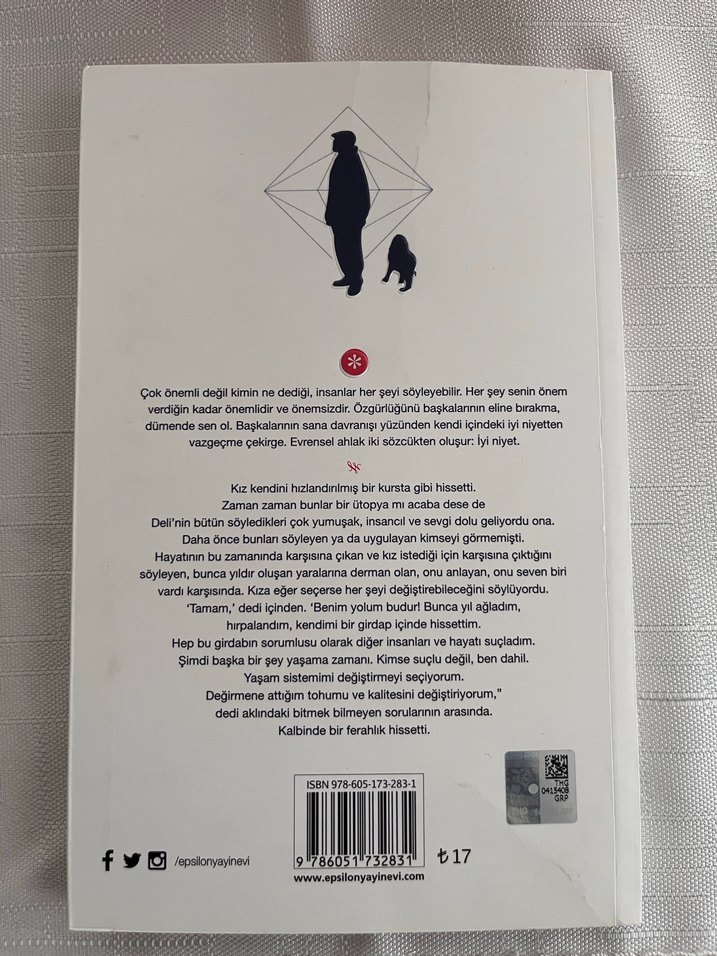 Çok önemli değil kimin ne dediği, insanlar her şeyi söyleyebilir. Her şey senin önem
verdiğin kadar önemlidir ve önemsizdir. Özgürlüğünü başkalarının eline bırakma,
dümende sen ol. Başkalarının sana davranışı yüzünden kendi içindeki iyi niyetten
vazgeçme çekirge. Evrensel ahlak iki sözcükten oluşur: İyi niyet.
Kız kendini hızlandırılmış bir kursta gibi hissetti.
Zaman zaman bunlar bir ütopya mı acaba dese de
Deli'nin bütün söyledikleri çok yumuşak, insancıl ve sevgi dolu geliyordu ona.
Daha önce bunları söyleyen ya da uygulayan kimseyi görmemişti.
Hayatının bu zamanında karşısına çıkan ve kız istediği için karşısına çıktığını
söyleyen, bunca yıldır oluşan yaralarına derman olan, onu anlayan, onu seven biri
vardı karşısında. Kıza eğer seçerse her şeyi değiştirebileceğini söylüyordu.
'Tamam,' dedi içinden. 'Benim yolum budur! Bunca yıl ağladım,
hırpalandım, kendimi bir girdap içinde hissettim.
Hep bu girdabın sorumlusu olarak diğer insanları ve hayatı suçladım.
Şimdi başka bir şey yaşama zamanı. Kimse suçlu değil, ben dahil.
Yaşam sistemimi değiştirmeyi seçiyorum.
Değirmene attığım tohumu ve kalitesini değiştiriyorum,"
dedi aklındaki bitmek bilmeyen sorularının arasında.
Kalbinde bir ferahlık hissetti.
THG
0415408
GRP
ISBN 978-605-173-283-1
9 786051 732831
₺ 17
/epsilonyayinevi
www.epsilonyayinevi.com